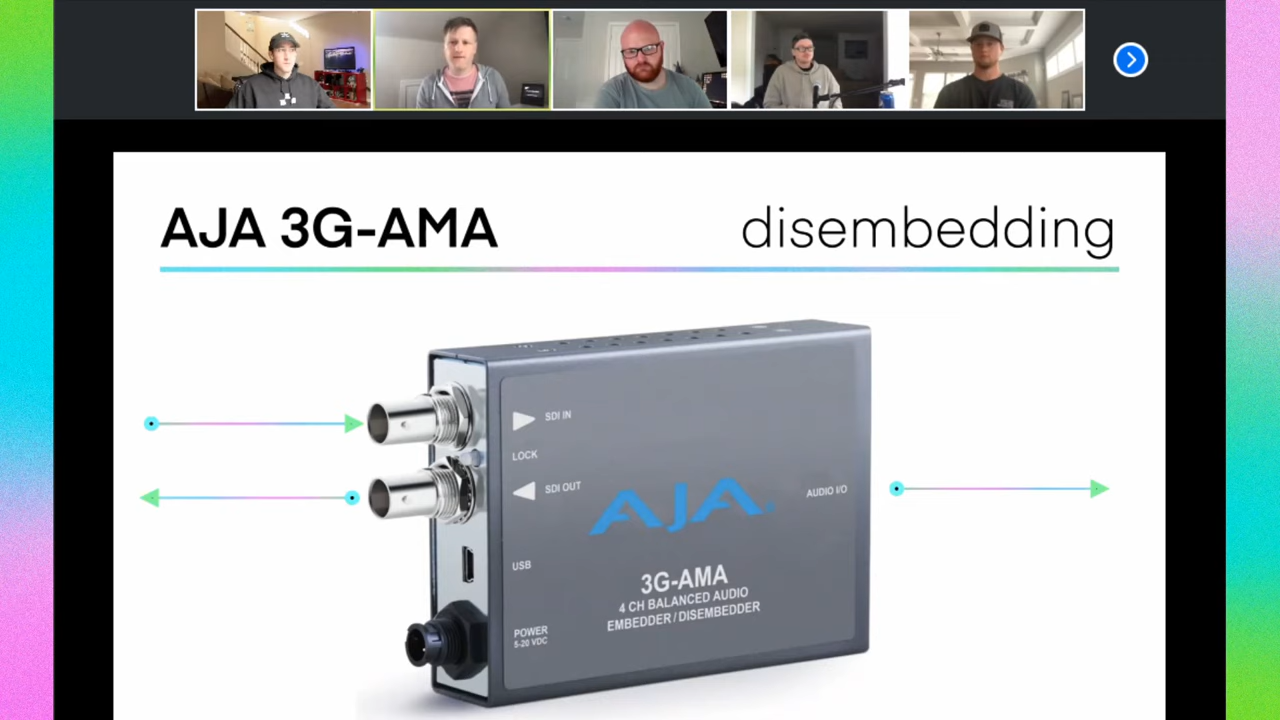 AJA 3G-AMA
disembedding
SDI IN
LOCK
SDI OUT
AUDIO I/O
AJA
USB
3G-AMA
4 CH BALANCED AUDIO
EMBEDDER / DISEMBEDDER
POWER
5-20 VDC